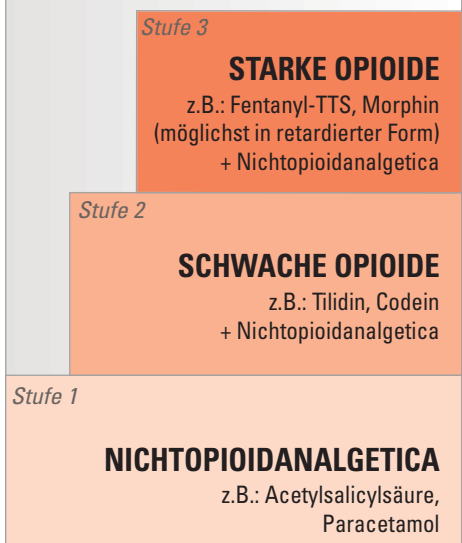 Stufe 3
STARKE OPIOIDE
z.B.: Fentanyl-TTS, Morphin
(möglichst in retardierter Form)
+ Nichtopioidanalgetica
Stufe 2
SCHWACHE OPIOIDE
z.B.: Tilidin, Codein
+ Nichtopioidanalgetica
Stufe 1
NICHTOPIOIDANALGETICA
z.B.: Acetylsalicylsäure,
Paracetamol